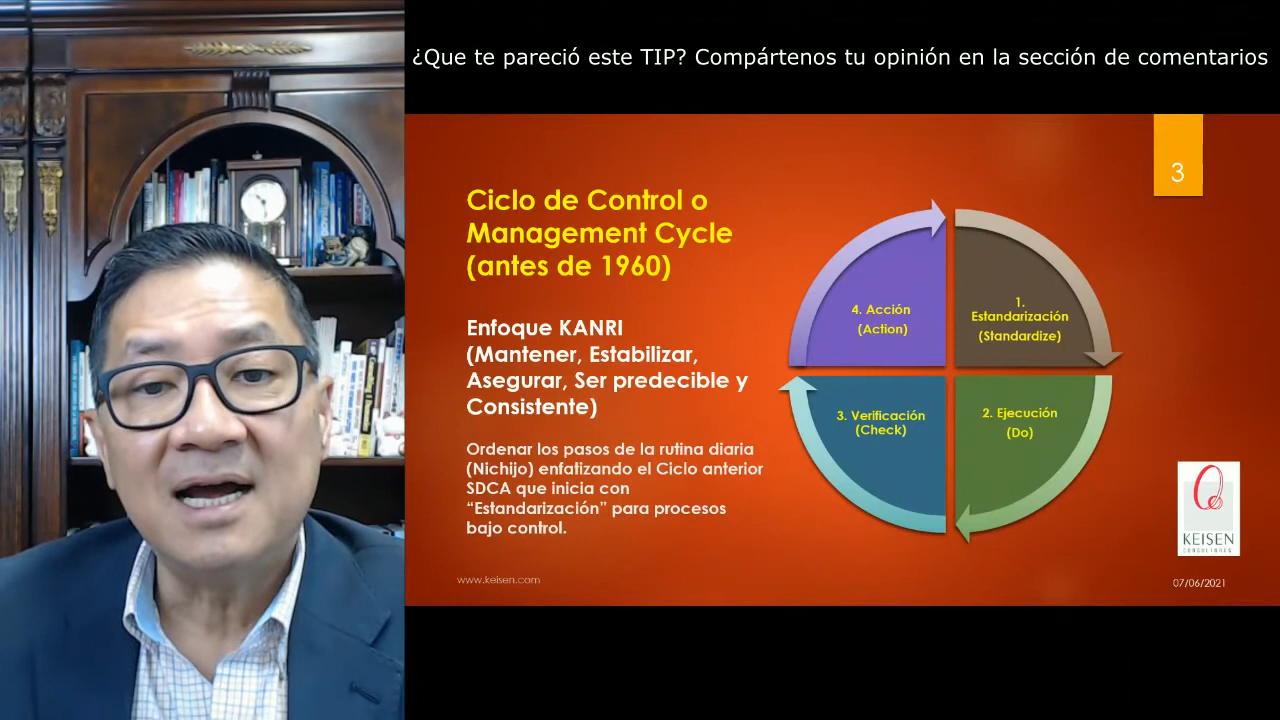 ¿Que te pareció este TIP? Compártenos tu opinión en la sección de comentarios
3
Ciclo de Control o
Management Cycle
(antes de 1960)
Enfoque KANRI
(Mantener, Estabilizar,
Asegurar, Ser predecible y
Consistente)
Ordenar los pasos de la rutina diaria
(Nichijo) enfatizando el Ciclo anterior
SDCA que inicia con
“Estandarización” para procesos
bajo control.
4. Acción
(Action)
1.
Estandarización
(Standardize)
3. Verificación
(Check)
2. Ejecución
(Do)
KEISEN
CONSULTORES
www.keisen.com
07/06/2021